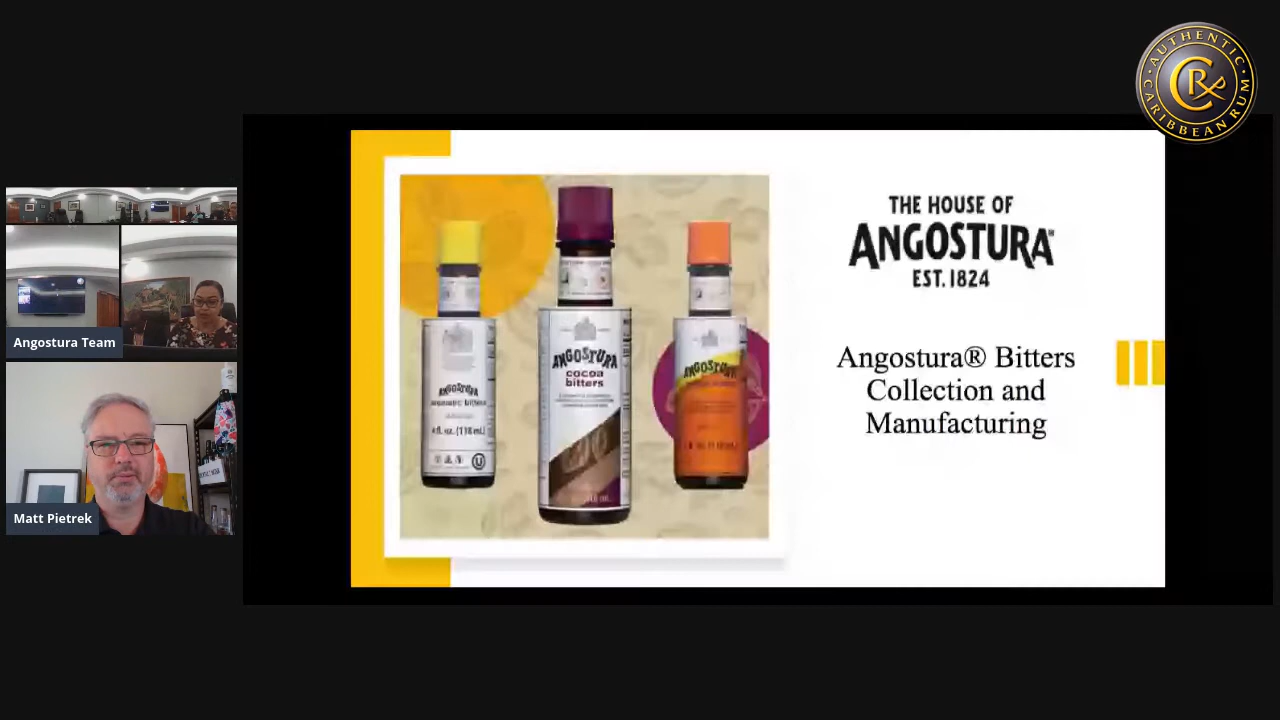 AUTHENTIC
CARIBBEAN RUM
CR
THE HOUSE OF
ANGOSTURA
EST. 1824
Angostura® Bitters
Collection and
Manufacturing
ANGOSTURA
aromatic bitters
4 fl. oz. (118 mL)
ANGOSTURA
cocoa
bitters
ANGOSTURA
Angostura Team
Matt Pietrek